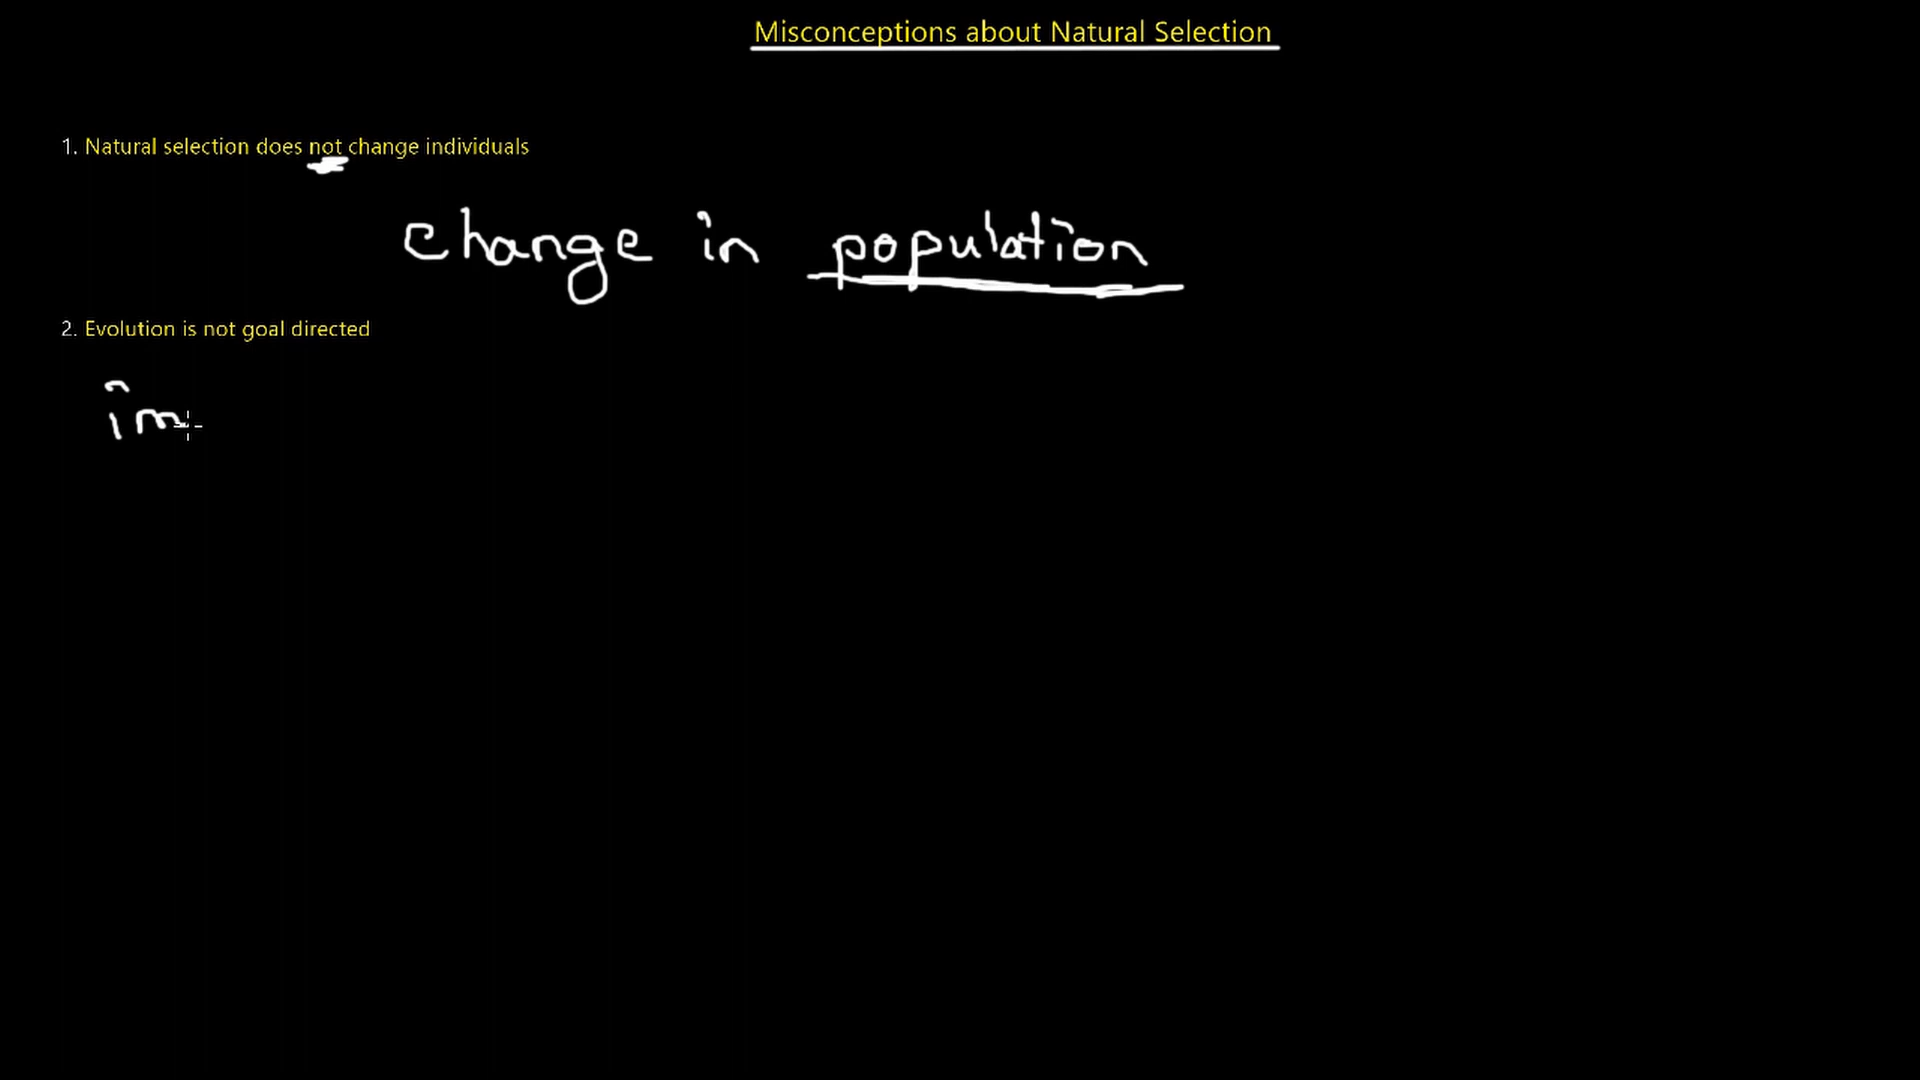 Misconceptions about Natural Selection
1. Natural selection does not change individuals
change in population
2. Evolution is not goal directed
im